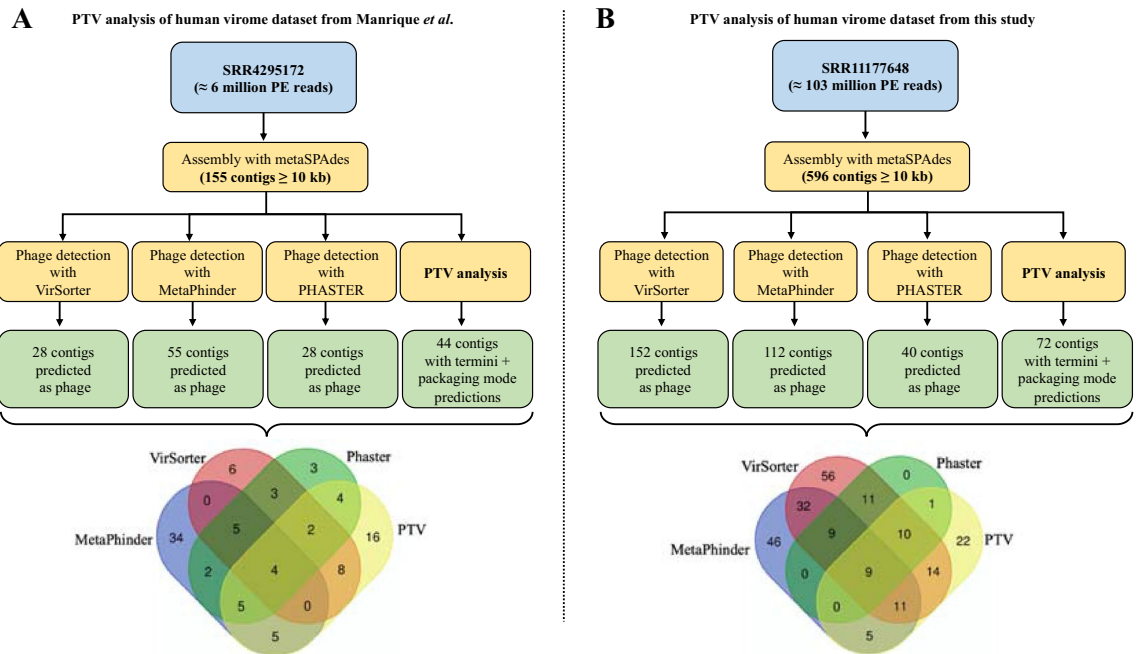 A
PTV analysis of human virome dataset from Manrique et al.
SRR4295172
(≈ 6 million PE reads)
Assembly with metaSPAdes
(155 contigs ≥ 10 kb)
Phage detection
with
VirSorter
Phage detection
with
MetaPhinder
Phage detection
with
PHASTER
PTV analysis
28 contigs
predicted
as phage
55 contigs
predicted
as phage
28 contigs
predicted
as phage
44 contigs
with termini +
packaging mode
predictions
VirSorter
Phaster
MetaPhinder
PTV
6
3
0
3
4
34
5
2
16
2
4
8
5
0
5
B
PTV analysis of human virome dataset from this study
SRR11177648
(≈ 103 million PE reads)
Assembly with metaSPAdes
(596 contigs ≥ 10 kb)
Phage detection
with
VirSorter
Phage detection
with
MetaPhinder
Phage detection
with
PHASTER
PTV analysis
152 contigs
predicted
as phage
112 contigs
predicted
as phage
40 contigs
predicted
as phage
72 contigs
with termini +
packaging mode
predictions
VirSorter
Phaster
MetaPhinder
PTV
56
0
32
11
1
46
9
10
22
0
9
14
0
11
5